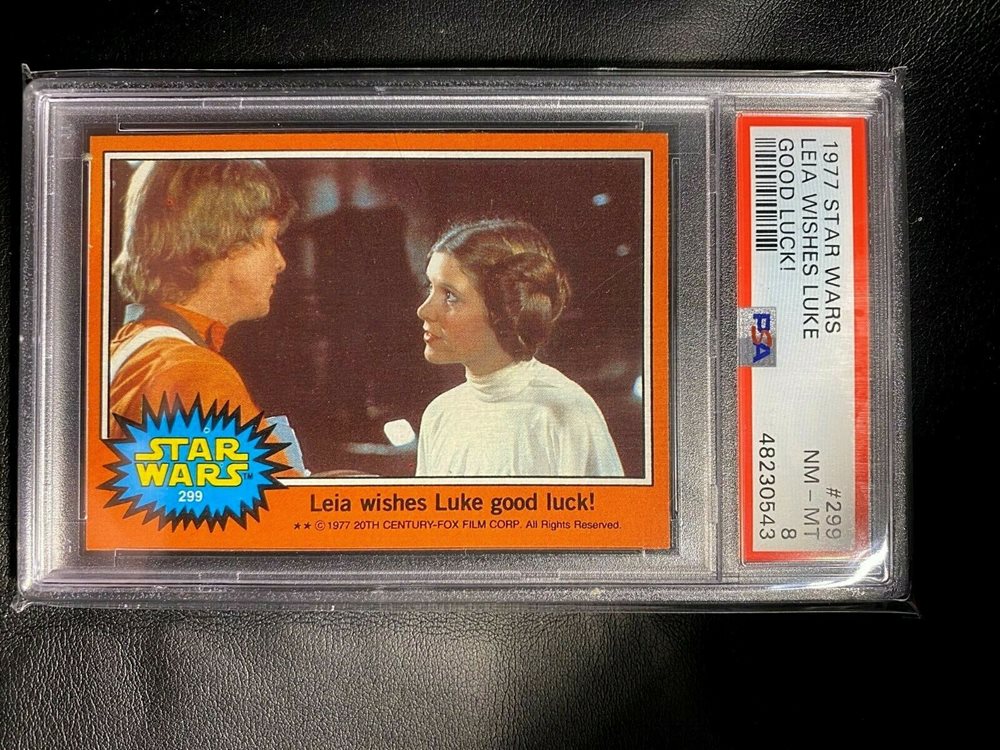 STAR
WARS™
299
Leia wishes Luke good luck!
★★ ©1977 20TH CENTURY-FOX FILM CORP. All Rights Reserved.
1977 STAR WARS
LEIA WISHES LUKE
GOOD LUCK!
PSA
#299
NM – MT
8
48230543